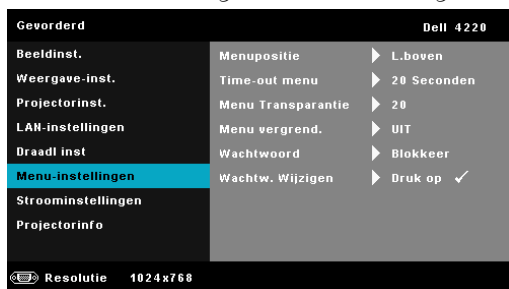 Gevorderd Dell 4220
Beeldinst.
Weergave-inst.
Projectorinst.
LAN-instellingen
Draadl inst
Menu-instellingen
Stroominstellingen
Projectorinfo
Menupositie L.boven
Time-out menu 20 Seconden
Menu Transparantie 20
Menu vergrend. UIT
Wachtwoord Blokkeer
Wachtw. Wijzigen Druk op ✓
Resolutie 1024x768